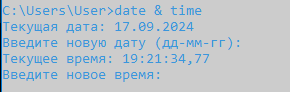 C:\Users\User>date & time
Текущая дата: 17.09.2024
Введите новую дату (дд-мм-гг):
Текущее время: 19:21:34,77
Введите новое время: